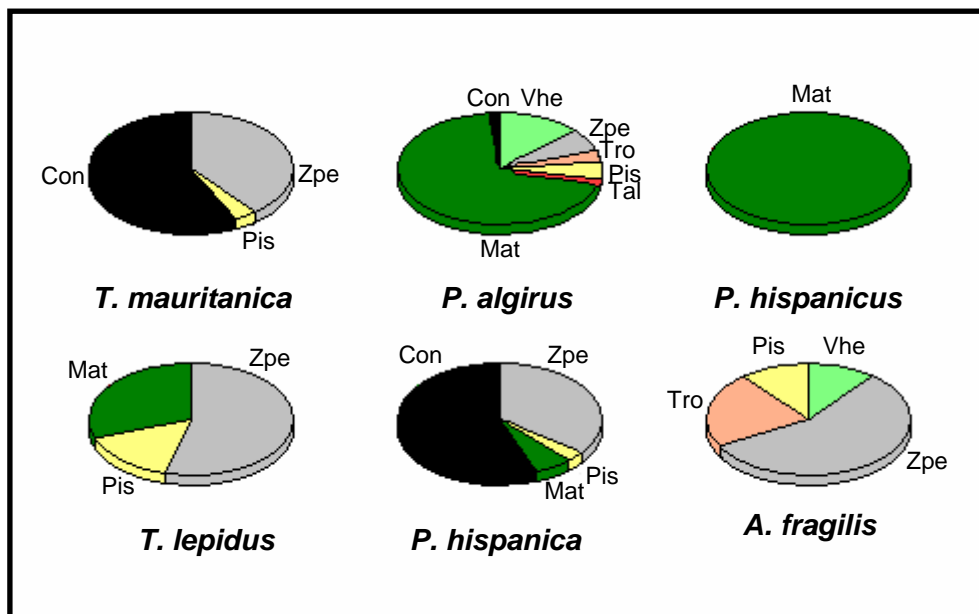 Con
Zpe
Pis
T. mauritanica
Con Vhe
Zpe
Tro
Pis
Tal
Mat
P. algirus
Mat
P. hispanicus
Mat
Zpe
Pis
T. lepidus
Con
Zpe
Pis
Mat
P. hispanica
Pis
Vhe
Tro
Zpe
A. fragilis